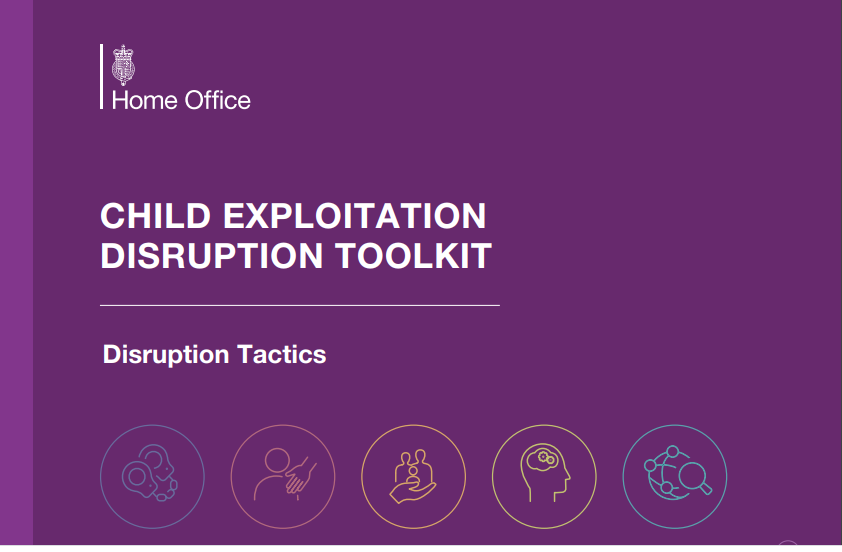 Home Office
CHILD EXPLOITATION
DISRUPTION TOOLKIT
Disruption Tactics